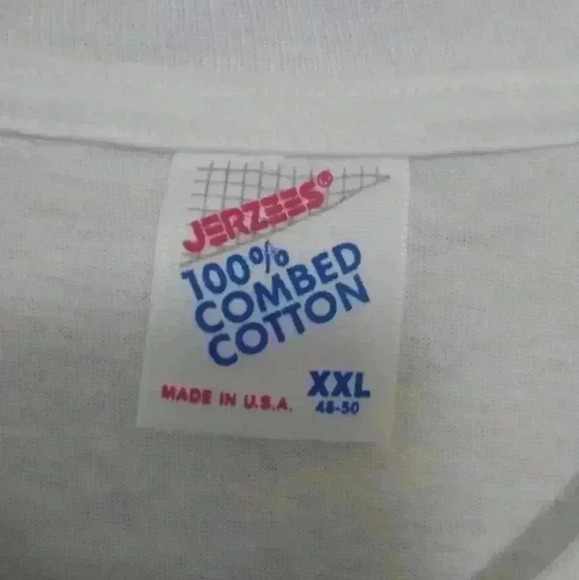 JERZEES®
100%
COMBED
COTTON
MADE IN U.S.A.
XXL
48-50